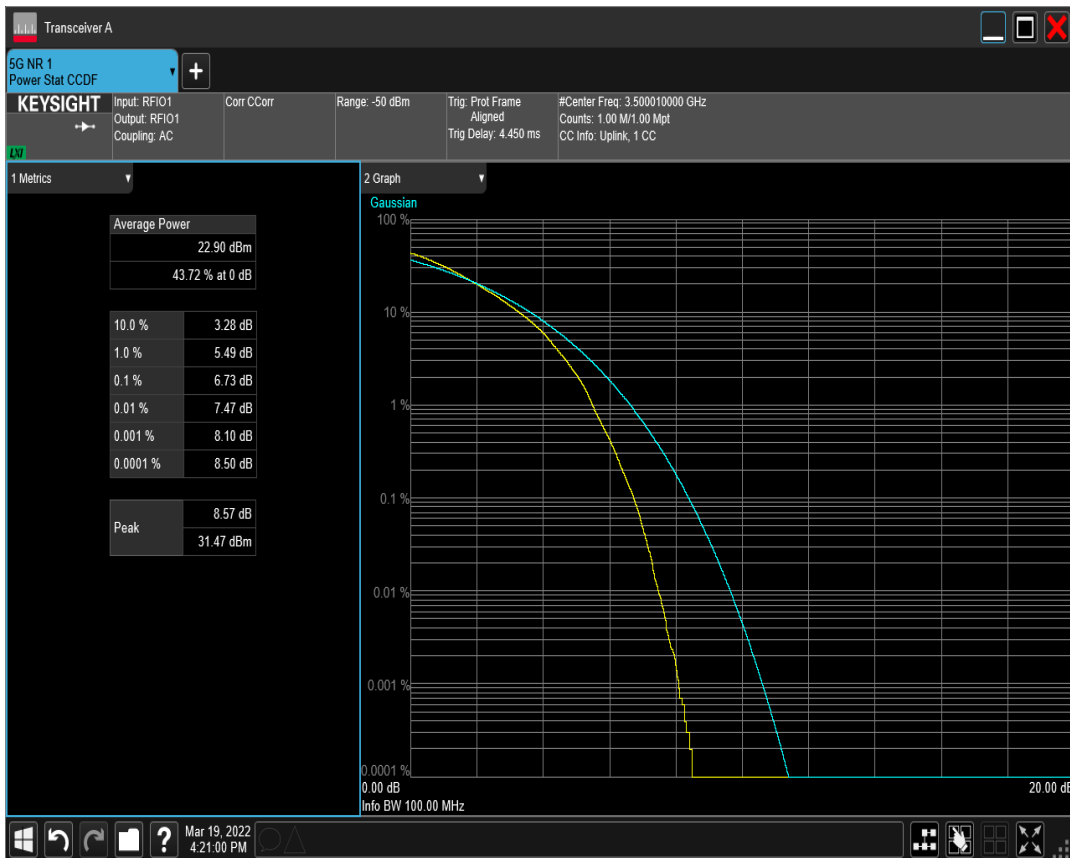 Transceiver A
5G NR 1
Power Stat CCDF
KEYSIGHT
LXI
Input: RFIO1
Output: RFIO1
Coupling: AC
Corr CCorr
Range: -50 dBm
Trig: Prot Frame
Aligned
Trig Delay: 4.450 ms
#Center Freq: 3.500010000 GHz
Counts: 1.00 M/1.00 Mpt
CC Info: Uplink, 1 CC
1 Metrics
Average Power
22.90 dBm
43.72 % at 0 dB
10.0 % 3.28 dB
1.0 % 5.49 dB
0.1 % 6.73 dB
0.01 % 7.47 dB
0.001 % 8.10 dB
0.0001 % 8.50 dB
Peak 8.57 dB
31.47 dBm
2 Graph
Gaussian
100 %
10 %
1 %
0.1 %
0.01 %
0.001 %
0.0001 %
0.00 dB 20.00 dB
Info BW 100.00 MHz
Mar 19, 2022
4:21:00 PM